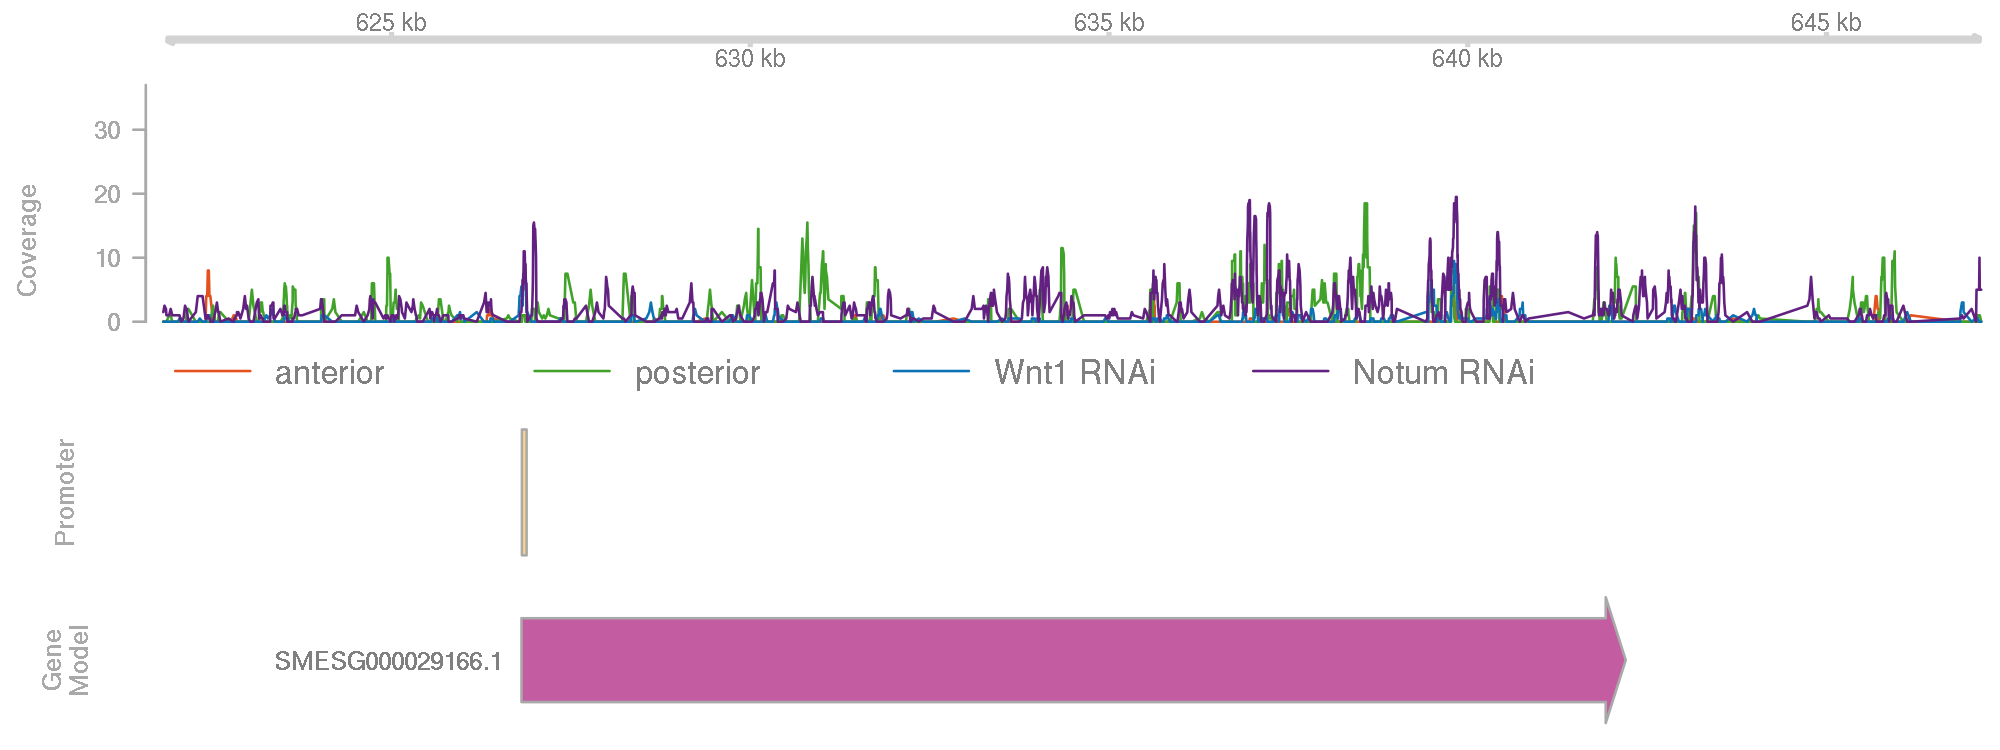 625 kb
635 kb
645 kb
630 kb
640 kb
Coverage
30
20
10
0
anterior
posterior
Wnt1 RNAi
Notum RNAi
Promoter
0
Gene
Model
SMESG000029166.1